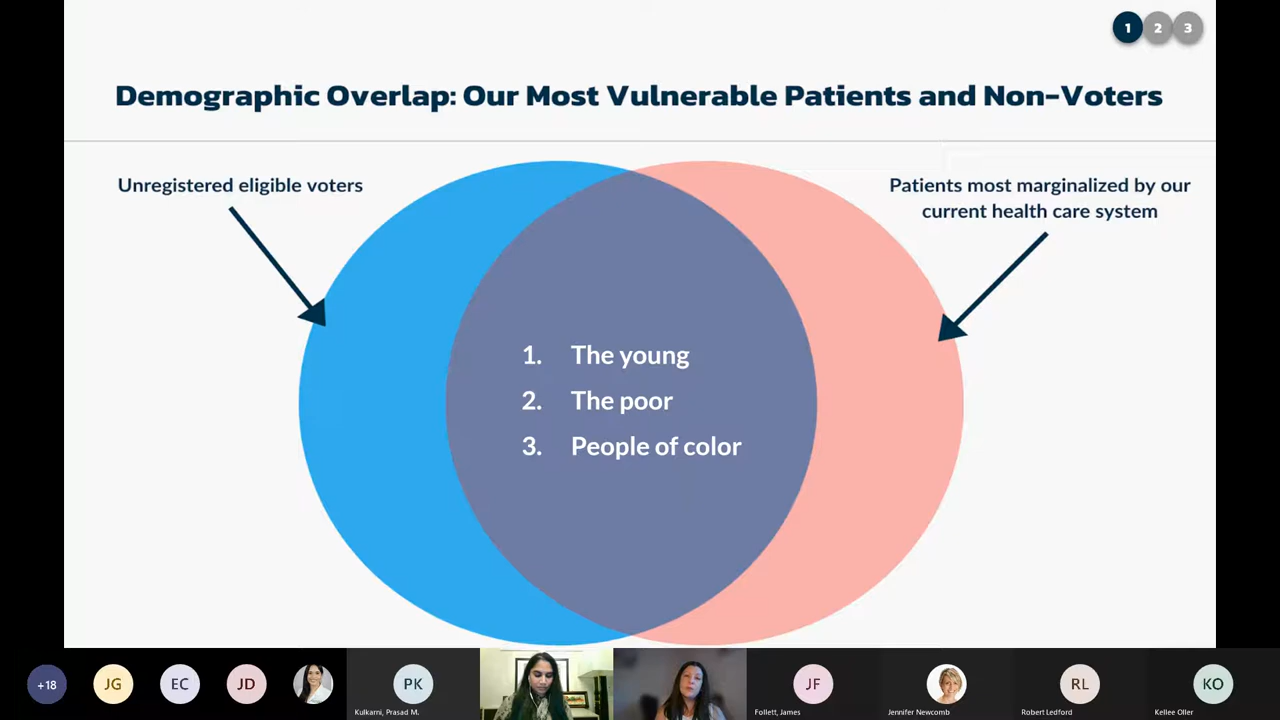 1 2 3
Demographic Overlap: Our Most Vulnerable Patients and Non-Voters
Unregistered eligible voters
Patients most marginalized by our
current health care system
1. The young
2. The poor
3. People of color
+18
JG
EC
JD
PK
Kulkarni, Prasad M.
JF
Follett, James
Jennifer Newcomb
RL
Robert Ledford
KO
Kellee Oller